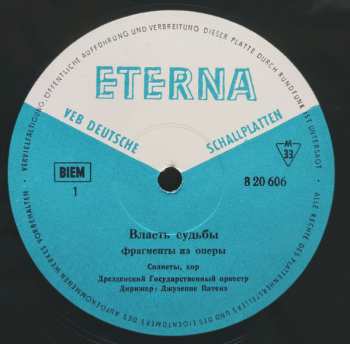 VERVIELFÄLTIGUNG, ÖFFENTLICHE AUFFÜHRUNG UND VERBREITUNG DIESER PLATTE DURCH RUNDFUNK IST UNTERSAGT
ETERNA
VEB DEUTSCHE SCHALLPLATTEN
BIEM
1
M
33
8 20 606
Власть судьбы
фрагменты из оперы
Солисты, хор
Дрезденский Государственный оркестр
Дирижер: Джузеппе Патанэ
ALLE RECHTE DES PLATTENHERSTELLERS UND DES EIGENTÜMERS DES AUFGENOMMENEN WERKES VORBEHALTEN